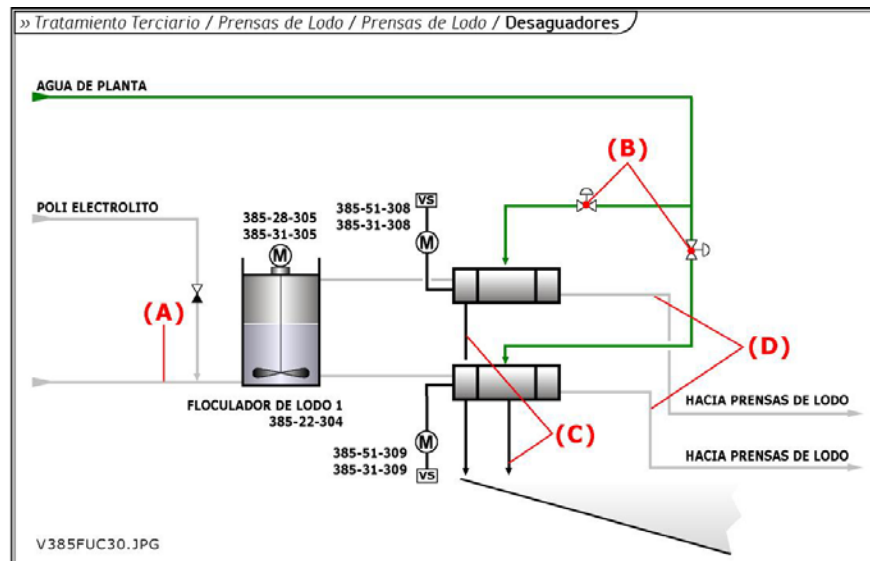 » Tratamiento Terciario / Prensas de Lodo / Prensas de Lodo / Desaguadores
AGUA DE PLANTA
(B)
POLI ELECTROLITO
385-28-305
385-31-305
M
385-51-308
385-31-308
VS
M
(A)
(D)
FLOCULADOR DE LODO 1
385-22-304
HACIA PRENSAS DE LODO
(C)
M
385-51-309
385-31-309
VS
HACIA PRENSAS DE LODO
V385FUC30.JPG